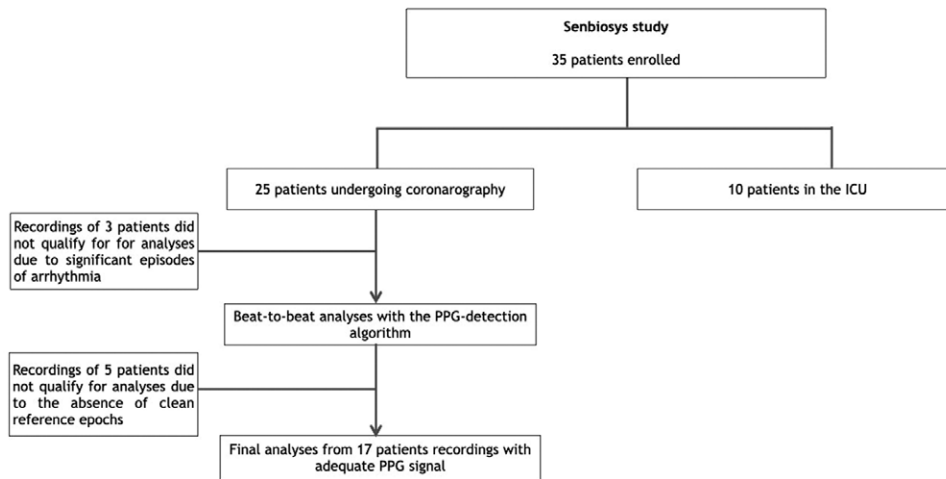 Senbiosys study
35 patients enrolled
25 patients undergoing coronarography
10 patients in the ICU
Recordings of 3 patients did
not qualify for for analyses
due to significant episodes
of arrhythmia
Beat-to-beat analyses with the PPG-detection
algorithm
Recordings of 5 patients did
not qualify for analyses due
to the absence of clean
reference epochs
Final analyses from 17 patients recordings with
adequate PPG signal